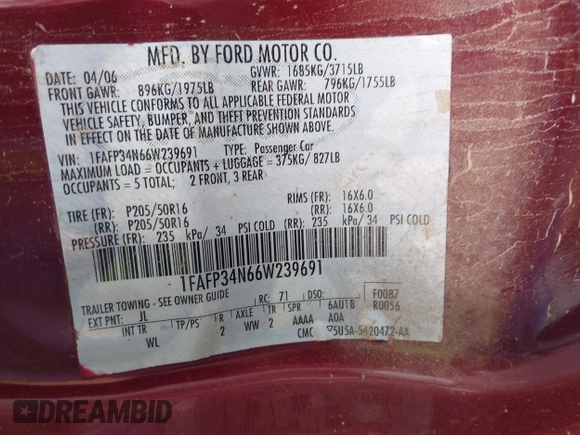 MFD. BY FORD MOTOR CO.
DATE: 04/06 GVWR: 1685KG/3715LB
FRONT GAWR: 896KG/1975LB REAR GAWR: 796KG/1755LB
THIS VEHICLE CONFORMS TO ALL APPLICABLE FEDERAL MOTOR
VEHICLE SAFETY, BUMPER, AND THEFT PREVENTION STANDARDS
IN EFFECT ON THE DATE OF MANUFACTURE SHOWN ABOVE.
VIN: 1FAFP34N66W239691 TYPE: Passenger Car
MAXIMUM LOAD = OCCUPANTS + LUGGAGE = 375KG/ 827LB
OCCUPANTS = 5 TOTAL; 2 FRONT, 3 REAR
TIRE (FR): P205/50R16 RIMS (FR): 16X6.0
(RR): P205/50R16 (RR): 16X6.0
PRESSURE (FR): 235 kPa/ 34 PSI COLD (RR): 235 kPa/ 34 PSI COLD
1FAFP34N66W239691
TRAILER TOWING - SEE OWNER GUIDE RC: 71 DSO: F0087
EXT PNT: JL R0056
INT TR TP/PS R AXLE TR SPR 6AU1B
WL 2 WW 2 AAAA A0A
CMC 5U5A-5420472-AA
DREAMBID